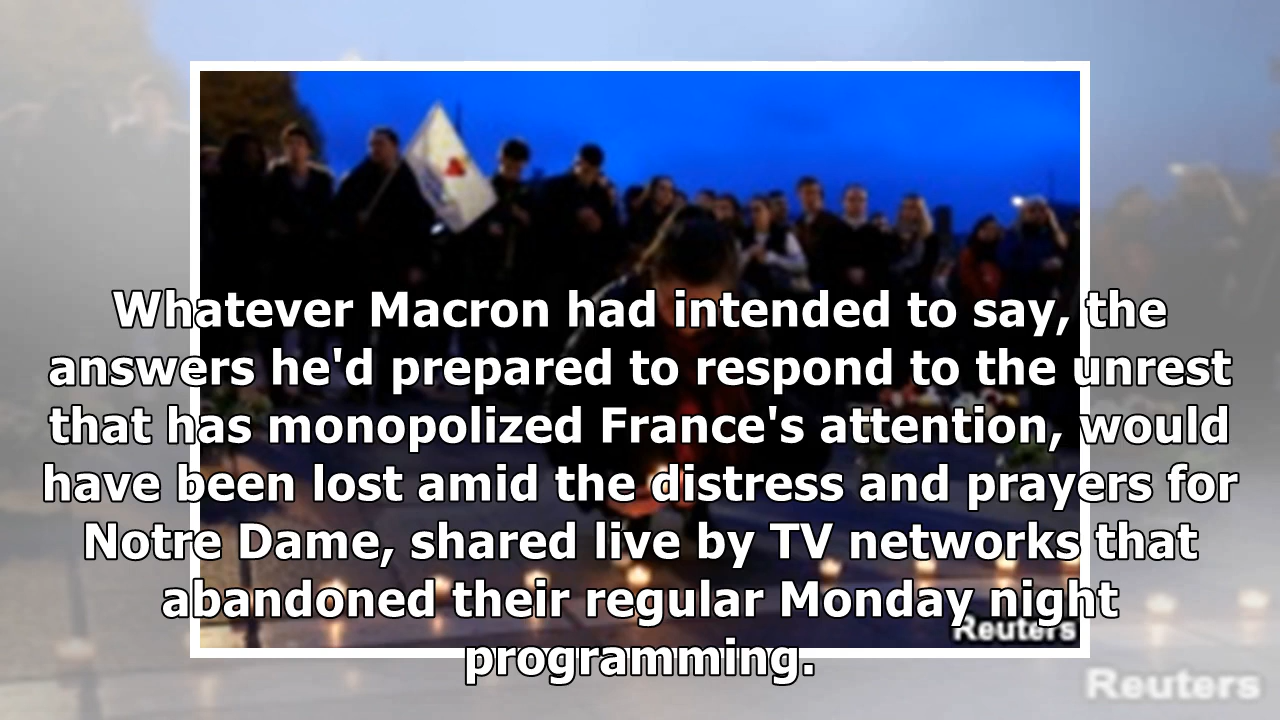 Whatever Macron had intended to say, the
answers he'd prepared to respond to the unrest
that has monopolized France's attention, would
have been lost amid the distress and prayers for
Notre Dame, shared live by TV networks that
abandoned their regular Monday night
programming.
Reuters
Reuters